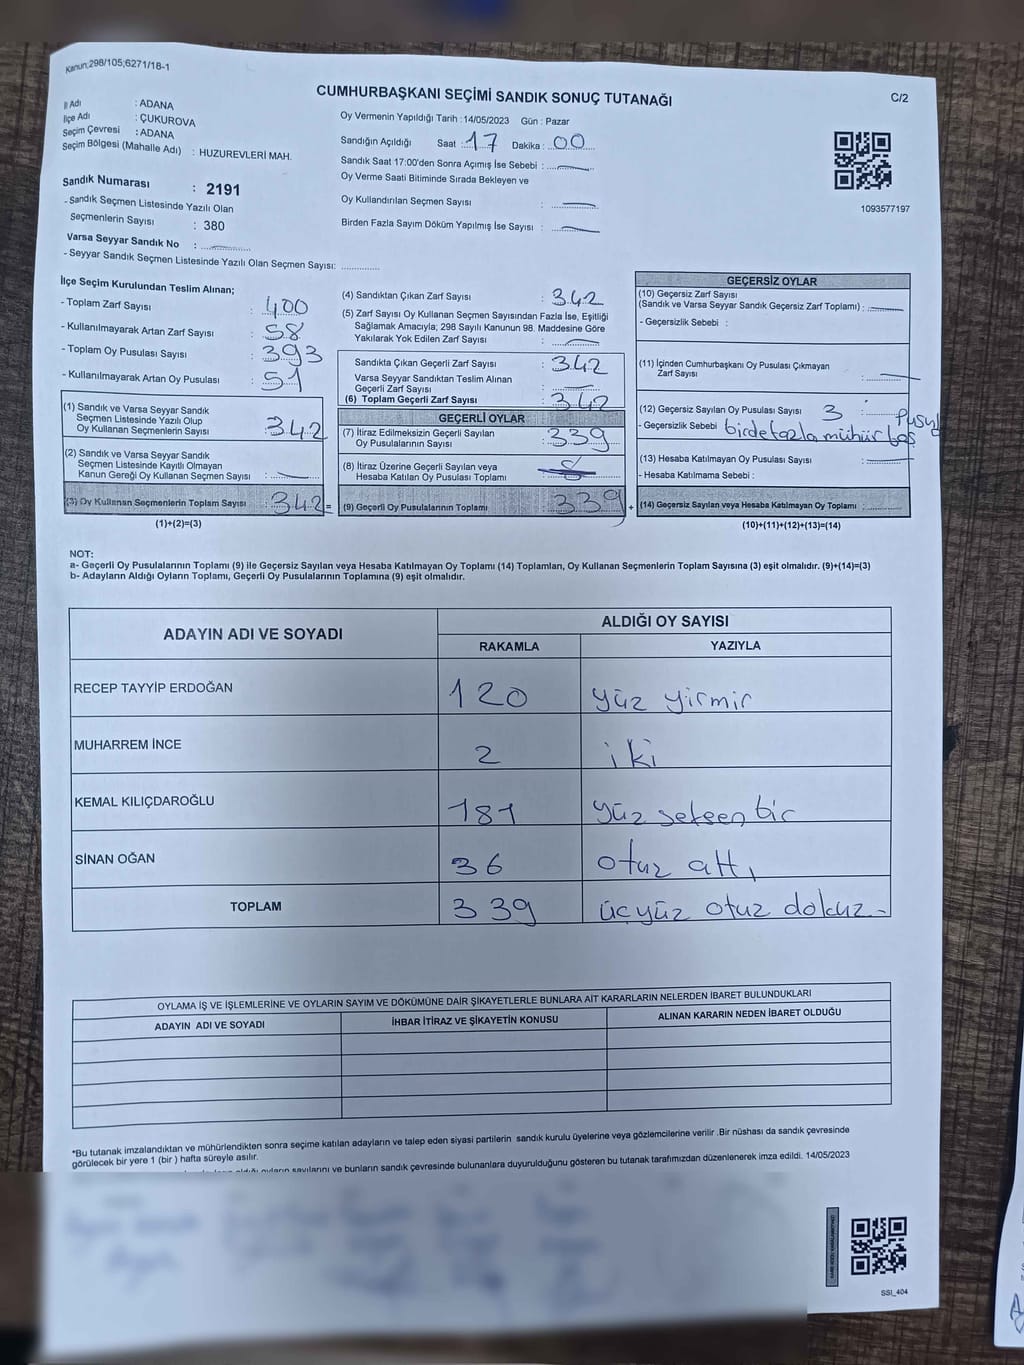 Kanun;298/105;6271/18-1
CUMHURBAŞKANI SEÇİMİ SANDIK SONUÇ TUTANAĞI
C/2
İl Adı : ADANA
İlçe Adı : ÇUKUROVA
Seçim Çevresi : ADANA
Seçim Bölgesi (Mahalle Adı) : HUZUREVLERİ MAH.
Oy Vermenin Yapıldığı Tarih :14/05/2023 Gün : Pazar
Sandığın Açıldığı Saat : 17 Dakika : 00
Sandık Saat 17:00'den Sonra Açımış İse Sebebi :
Oy Verme Saati Bitiminde Sırada Bekleyen ve
Oy Kullandırılan Seçmen Sayısı :
Birden Fazla Sayım Döküm Yapılmış İse Sayısı :
1093577197
Sandık Numarası : 2191
- Sandık Seçmen Listesinde Yazılı Olan
Seçmenlerin Sayısı : 380
Varsa Seyyar Sandık No :
- Seyyar Sandık Seçmen Listesinde Yazılı Olan Seçmen Sayısı:
İlçe Seçim Kurulundan Teslim Alınan;
- Toplam Zarf Sayısı : 400
- Kullanılmayarak Artan Zarf Sayısı : 58
- Toplam Oy Pusulası Sayısı : 393
- Kullanılmayarak Artan Oy Pusulası : 51
(1) Sandık ve Varsa Seyyar Sandık
Seçmen Listesinde Yazılı Olup
Oy Kullanan Seçmenlerin Sayısı : 342
(2) Sandık ve Varsa Seyyar Sandık
Seçmen Listesinde Kayıtlı Olmayan
Kanun Gereği Oy Kullanan Seçmen Sayısı :
(3) Oy Kullanan Seçmenlerin Toplam Sayısı : 342 =
(1)+(2)=(3)
(4) Sandıktan Çıkan Zarf Sayısı : 342
(5) Zarf Sayısı Oy Kullanan Seçmen Sayısından Fazla İse, Eşitliği
Sağlamak Amacıyla; 298 Sayılı Kanunun 98. Maddesine Göre
Yakılarak Yok Edilen Zarf Sayısı :
Sandıkta Çıkan Geçerli Zarf Sayısı : 342
Varsa Seyyar Sandıktan Teslim Alınan
Geçerli Zarf Sayısı :
(6) Toplam Geçerli Zarf Sayısı : 342
GEÇERLİ OYLAR
(7) İtiraz Edilmeksizin Geçerli Sayılan
Oy Pusulalarının Sayısı : 339
(8) İtiraz Üzerine Geçerli Sayılan veya
Hesaba Katılan Oy Pusulası Toplamı :
(9) Geçerli Oy Pusulalarının Toplamı : 339 +
GEÇERSİZ OYLAR
(10) Geçersiz Zarf Sayısı
(Sandık ve Varsa Seyyar Sandık Geçersiz Zarf Toplamı) :
- Geçersizlik Sebebi :
(11) İçinden Cumhurbaşkanı Oy Pusulası Çıkmayan
Zarf Sayısı :
(12) Geçersiz Sayılan Oy Pusulası Sayısı 3 :
- Geçersizlik Sebebi birdefazla mühür baş
(13) Hesaba Katılmayan Oy Pusulası Sayısı :
- Hesaba Katılmama Sebebi :
(14) Geçersiz Sayılan veya Hesaba Katılmayan Oy Toplamı :
(10)+(11)+(12)+(13)=(14)
NOT:
a- Geçerli Oy Pusulalarının Toplamı (9) ile Geçersiz Sayılan veya Hesaba Katılmayan Oy Toplamı (14) Toplamları, Oy Kullanan Seçmenlerin Toplam Sayısına (3) eşit olmalıdır. (9)+(14)=(3)
b- Adayların Aldığı Oyların Toplamı, Geçerli Oy Pusulalarının Toplamına (9) eşit olmalıdır.
ADAYIN ADI VE SOYADI
ALDIĞI OY SAYISI
RAKAMLA YAZIYLA
RECEP TAYYİP ERDOĞAN 120 yüz yirmir
MUHARREM İNCE 2 iki
KEMAL KILIÇDAROĞLU 181 yüz seksen bir
SİNAN OĞAN 36 otuz altı
TOPLAM 339 üçyüz otuz dokuz -
OYLAMA İŞ VE İŞLEMLERİNE VE OYLARIN SAYIM VE DÖKÜMÜNE DAİR ŞİKAYETLERLE BUNLARA AİT KARARLARIN NELERDEN İBARET BULUNDUKLARI
ADAYIN ADI VE SOYADI İHBAR İTİRAZ VE ŞİKAYETİN KONUSU ALINAN KARARIN NEDEN İBARET OLDUĞU
*Bu tutanak imzalandıktan ve mühürlendikten sonra seçime katılan adayların ve talep eden siyasi partilerin sandık kurulu üyelerine veya gözlemcilerine verilir .Bir nüshası da sandık çevresinde
görülecek bir yere 1 (bir ) hafta süreyle asılır.
oyların sayılarını ve bunların sandık çevresinde bulunanlara duyurulduğunu gösteren bu tutanak tarafımızdan düzenlenerek imza edildi. 14/05/2023
SSI_404